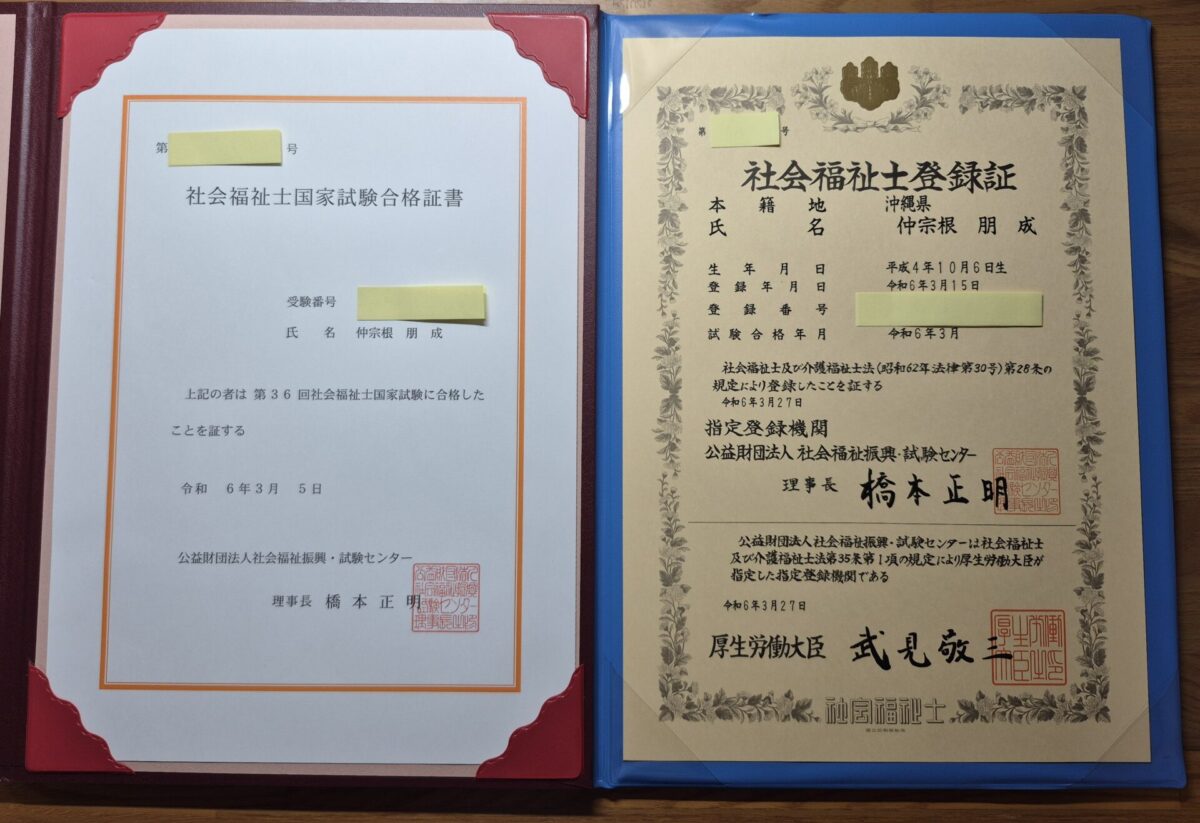 第 号
社会福祉士国家試験合格証書
受験番号
氏 名 仲宗根 朋 成
上記の者は 第36回社会福祉士国家試験に合格した
ことを証する
令和 6年3月 5日
公益財団法人社会福祉振興・試験センター
理事長 橋本正明
第 号
社会福祉士登録証
本籍地 沖縄県
氏名 仲宗根 朋 成
生年月日 平成4年10月6日生
登録年月日 令和6年3月15日
登録番号
試験合格年月 令和6年3月
社会福祉士及び介護福祉士法(昭和62年法律第30号)第28条の
規定により登録したことを証する
令和6年3月27日
指定登録機関
公益財団法人 社会福祉振興・試験センター
理事長 橋本正明
公益財団法人社会福祉振興・試験センターは社会福祉士
及び介護福祉士法第35条第1項の規定により厚生労働大臣が
指定した指定登録機関である
令和6年3月27日
厚生労働大臣 武見敬三
社会福祉士